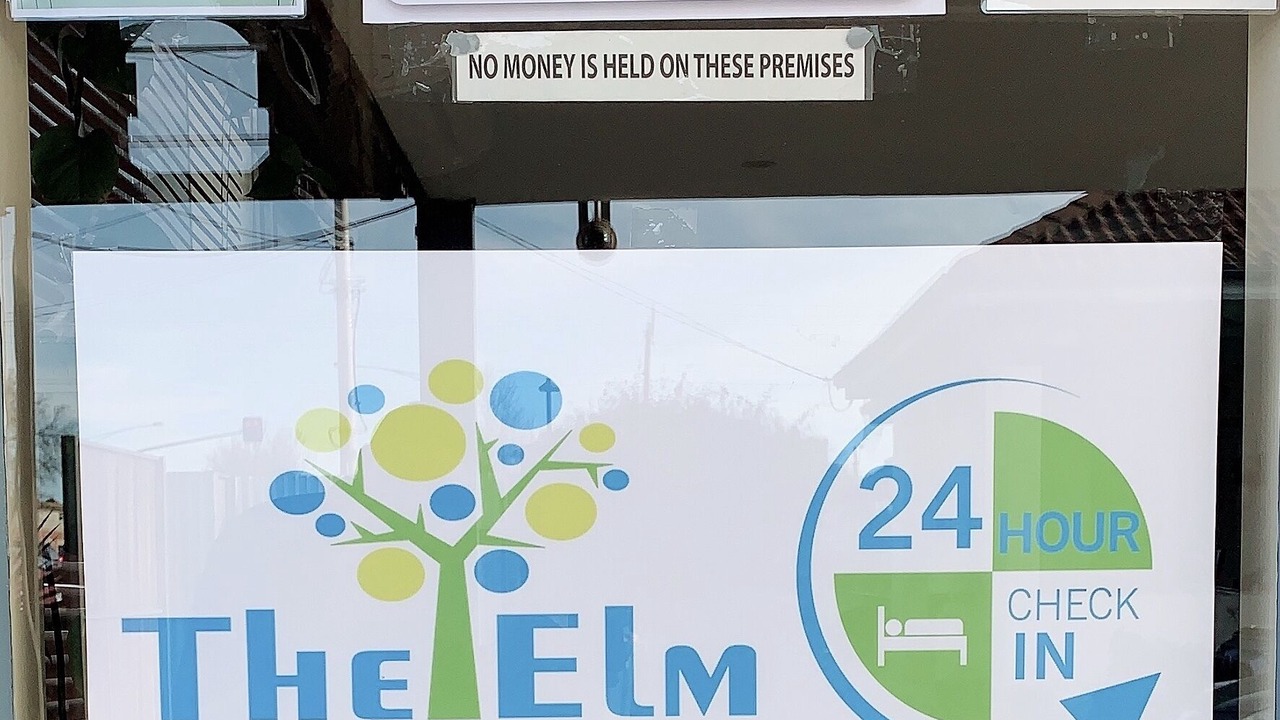 NO MONEY IS HELD ON THESE PREMISES
The Elm
24
HOUR
CHECK
IN